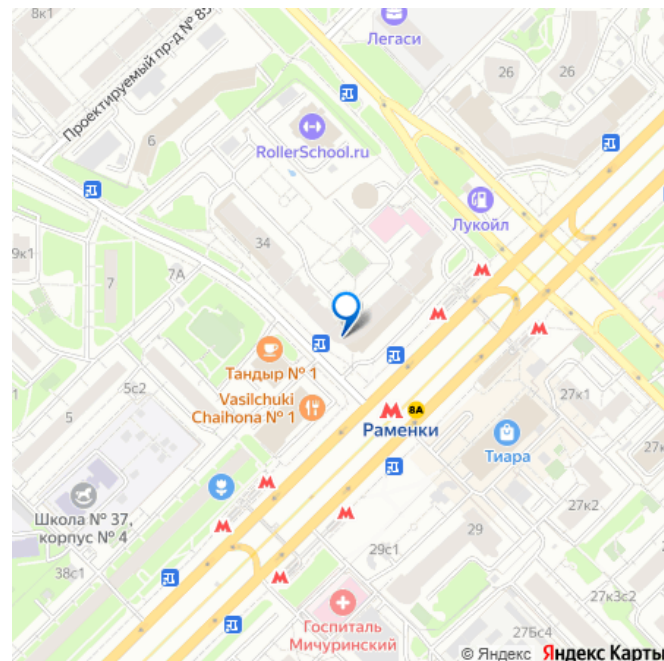 8к1
Легаси
Проектируемый пр-д № 85
26
26
6
RollerSchool.ru
Лукойл
34
9к1
7А
7
Тандыр № 1
5с2
Vasilchuki
Chaihona № 1
8А
Раменки
27к1
Тиара
5
27к2
Школа № 37,
корпус № 4
29
29с1
38с1
27к3с2
Госпиталь
Мичуринский
27Бс4
© Яндекс Яндекс Карты